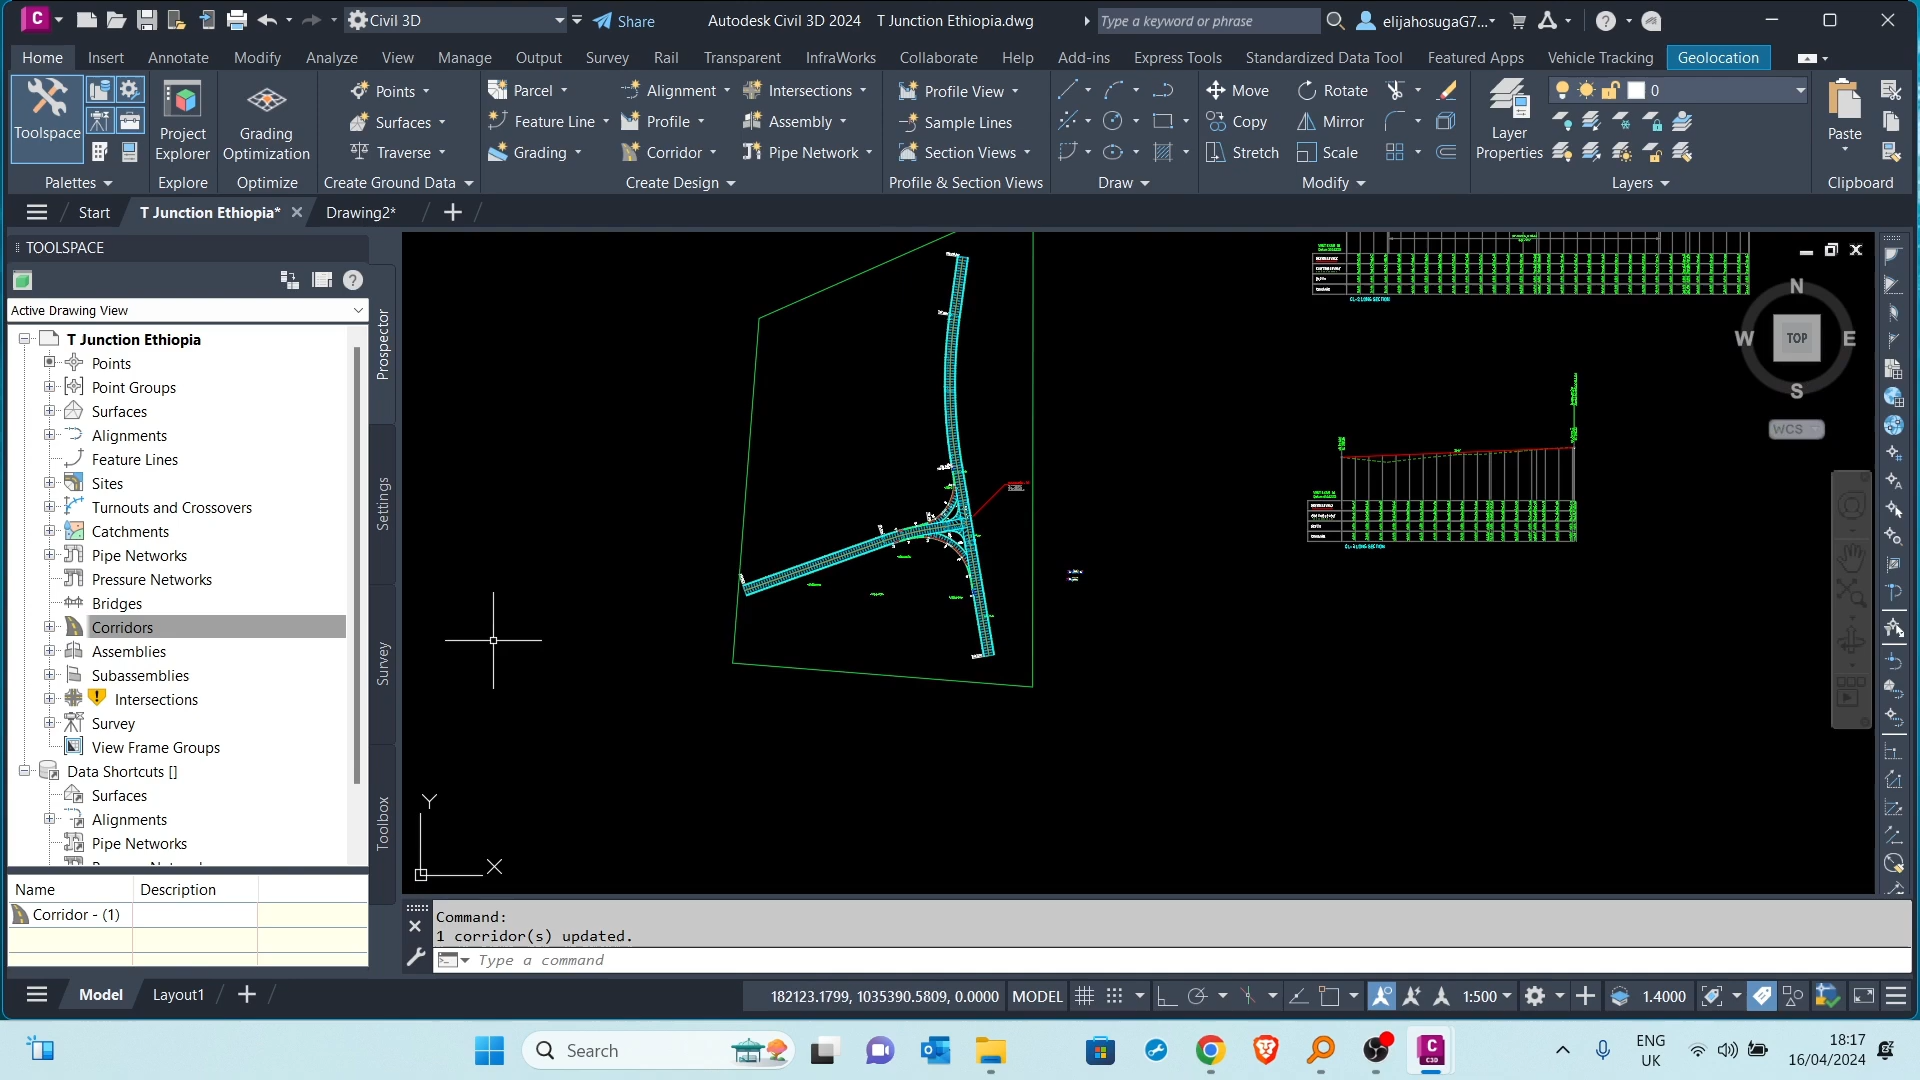 C
Civil 3D
Share
Autodesk Civil 3D 2024 T Junction Ethiopia.dwg
Type a keyword or phrase
elijahosugaG7...
Home Insert Annotate Modify Analyze View Manage Output Survey Rail Transparent InfraWorks Collaborate Help Add-ins Express Tools Standardized Data Tool Featured Apps Vehicle Tracking Geolocation
Points Parcel Alignment Intersections Profile View Move Rotate 0
Toolspace Project Explorer Grading Optimization Surfaces Feature Line Profile Assembly Sample Lines Copy Mirror Layer Properties Paste
Traverse Grading Corridor Pipe Network Section Views Stretch Scale
Palettes Explore Optimize Create Ground Data Create Design Profile & Section Views Draw Modify Layers Clipboard
Start T Junction Ethiopia* Drawing2*
TOOLSPACE
Active Drawing View
T Junction Ethiopia
Points
Point Groups
Surfaces
Alignments
Feature Lines
Sites
Turnouts and Crossovers
Catchments
Pipe Networks
Pressure Networks
Bridges
Corridors
Assemblies
Subassemblies
Intersections
Survey
View Frame Groups
Data Shortcuts []
Surfaces
Alignments
Pipe Networks
Prospector
Settings
Survey
Toolbox
Name Description
Corridor - (1)
N
W TOP E
S
WCS
Y
X
Command:
1 corridor(s) updated.
Type a command
Model Layout1
182123.1799, 1035390.5809, 0.0000 MODEL 1:500 1.4000
Search
C3D
ENG
UK
18:17
16/04/2024